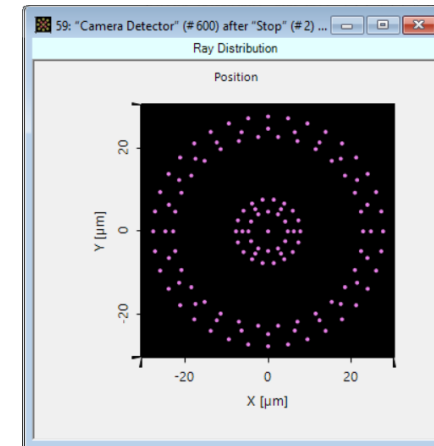 59: "Camera Detector" (# 600) after "Stop" (# 2) ...
Ray Distribution
Position
Y [µm]
20
0
-20
-20 0 20
X [µm]